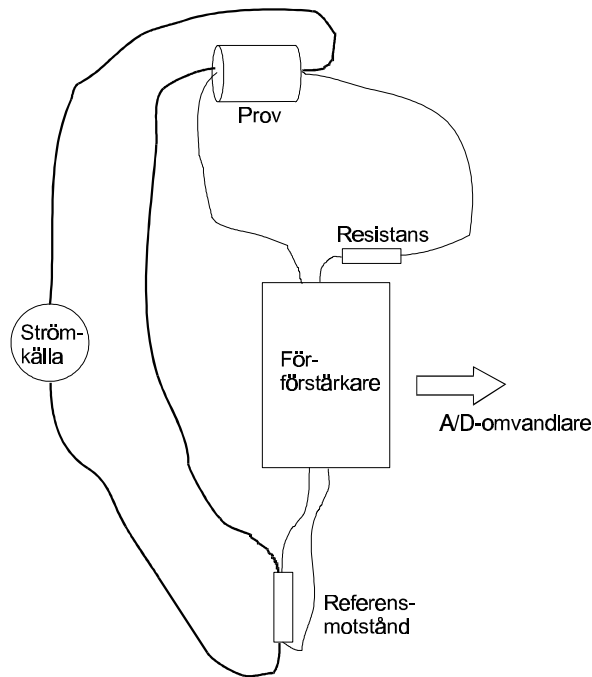 Prov
Resistans
Ström-
källa
För-
förstärkare
A/D-omvandlare
Referens-
motstånd